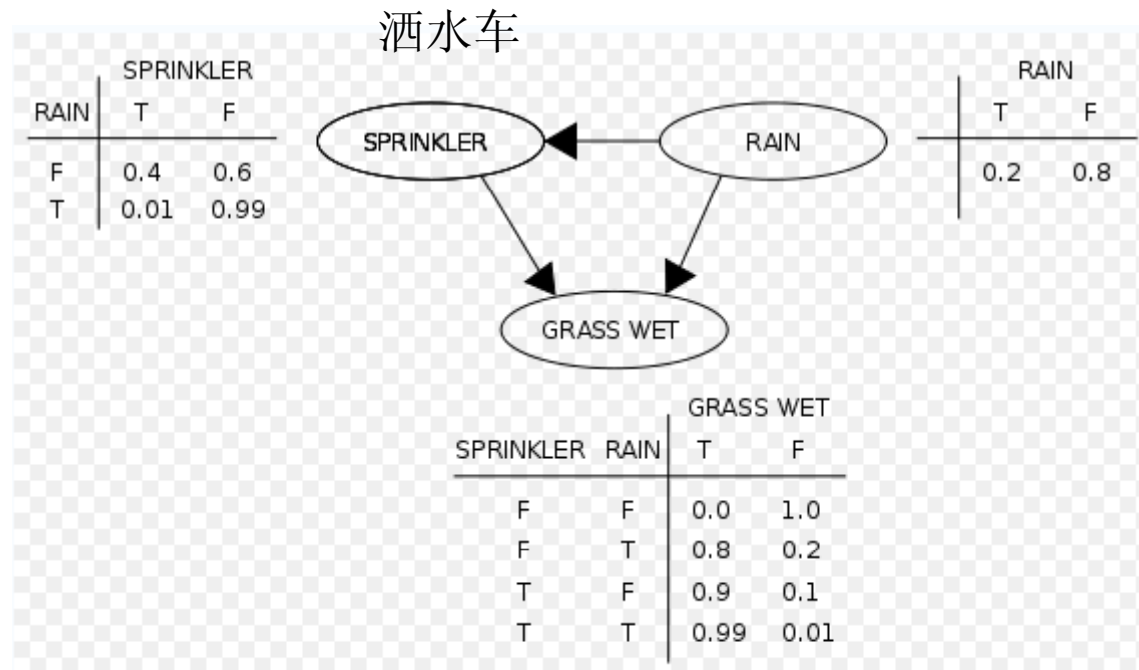 洒水车
SPRINKLER
RAIN T F
F 0.4 0.6
T 0.01 0.99
SPRINKLER
RAIN
RAIN
T F
0.2 0.8
GRASS WET
GRASS WET
SPRINKLER RAIN T F
F F 0.0 1.0
F T 0.8 0.2
T F 0.9 0.1
T T 0.99 0.01